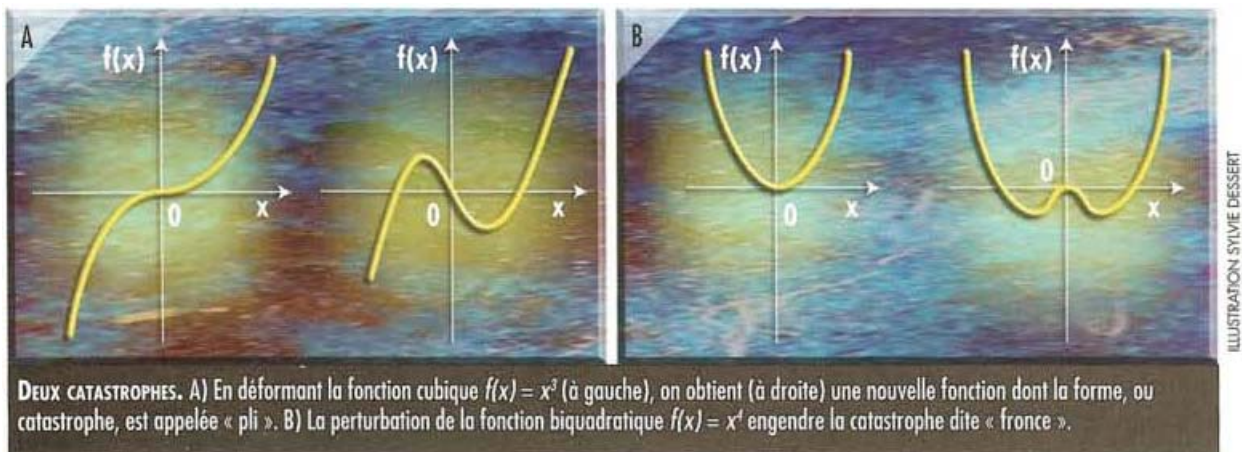 A
f(x)
0
x
f(x)
0
x
B
f(x)
0
x
f(x)
0
x
ILLUSTRATION SYLVIE DESSERT
DEUX CATASTROPHES. A) En déformant la fonction cubique f(x) = x³ (à gauche), on obtient (à droite) une nouvelle fonction dont la forme, ou
catastrophe, est appelée « pli ». B) La perturbation de la fonction biquadratique f(x) = x⁴ engendre la catastrophe dite « fronce ».